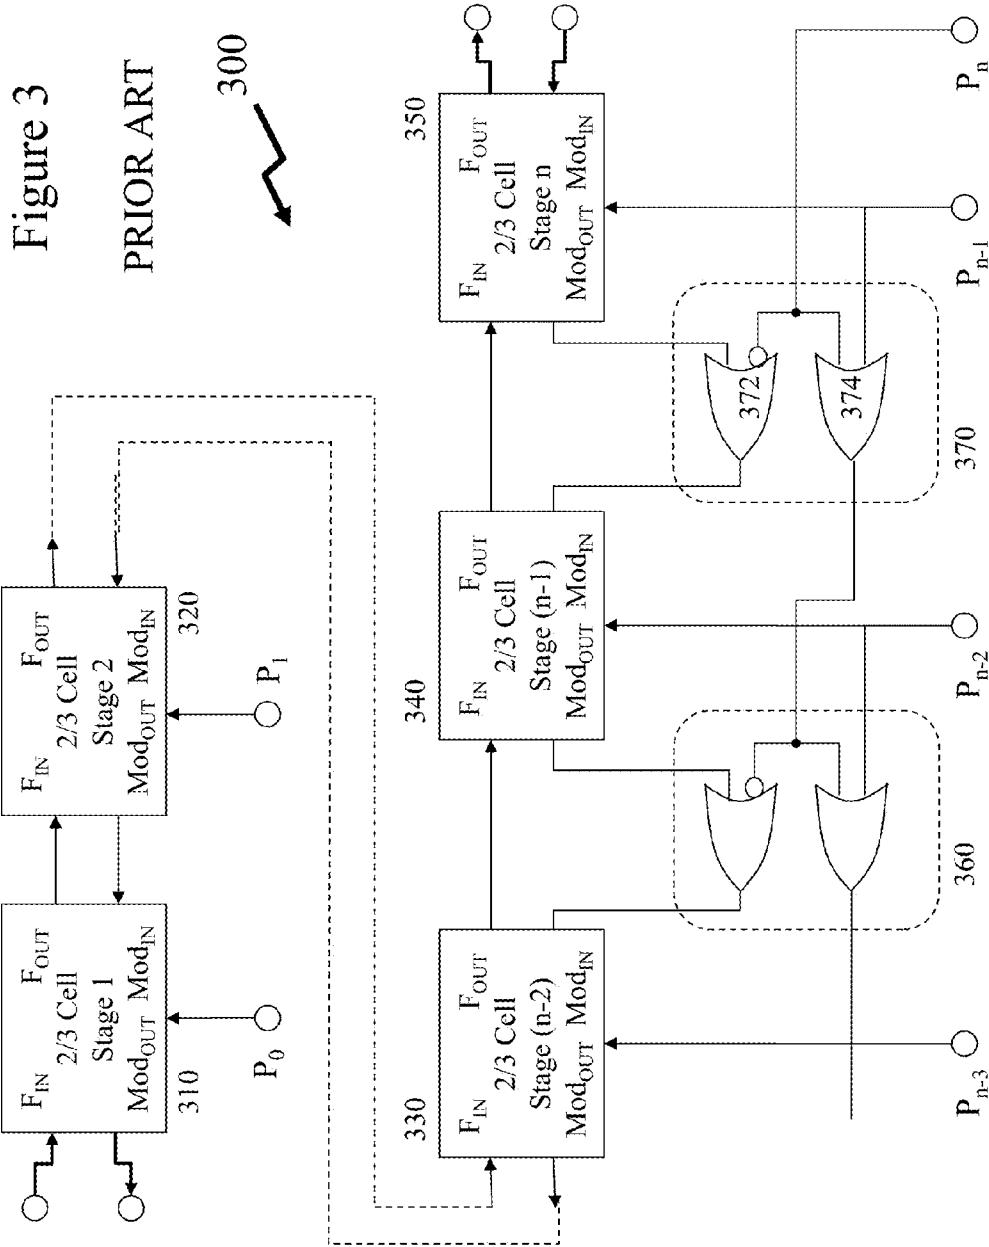 Figure 3
PRIOR ART
300
F_IN F_OUT
2/3 Cell
Stage 1
Mod_OUT Mod_IN
310
P_0
F_IN F_OUT
2/3 Cell
Stage 2
Mod_OUT Mod_IN
320
P_1
330
F_IN F_OUT
2/3 Cell
Stage (n-2)
Mod_OUT Mod_IN
340
F_IN F_OUT
2/3 Cell
Stage (n-1)
Mod_OUT Mod_IN
350
F_IN F_OUT
2/3 Cell
Stage n
Mod_OUT Mod_IN
372
374
360
370
P_n-3
P_n-2
P_n-1
P_n